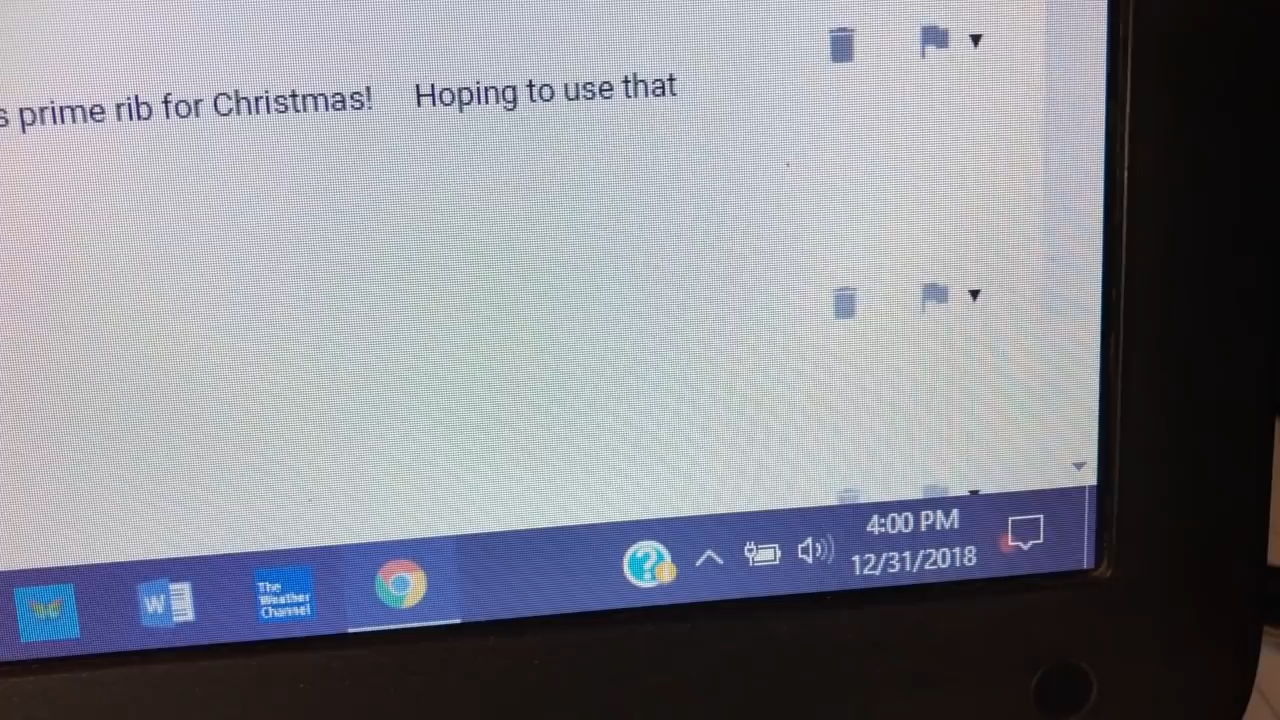 s prime rib for Christmas! Hoping to use that
4:00 PM
12/31/2018
W
The
Weather
Channel
?